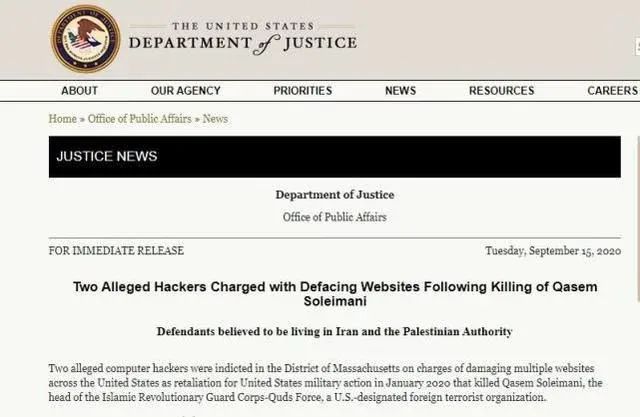 THE UNITED STATES
DEPARTMENT of JUSTICE
ABOUT OUR AGENCY PRIORITIES NEWS RESOURCES CAREERS
Home » Office of Public Affairs » News
JUSTICE NEWS
Department of Justice
Office of Public Affairs
FOR IMMEDIATE RELEASE Tuesday, September 15, 2020
Two Alleged Hackers Charged with Defacing Websites Following Killing of Qasem
Soleimani
Defendants believed to be living in Iran and the Palestinian Authority
Two alleged computer hackers were indicted in the District of Massachusetts on charges of damaging multiple websites
across the United States as retaliation for United States military action in January 2020 that killed Qasem Soleimani, the
head of the Islamic Revolutionary Guard Corps-Quds Force, a U.S.-designated foreign terrorist organization.